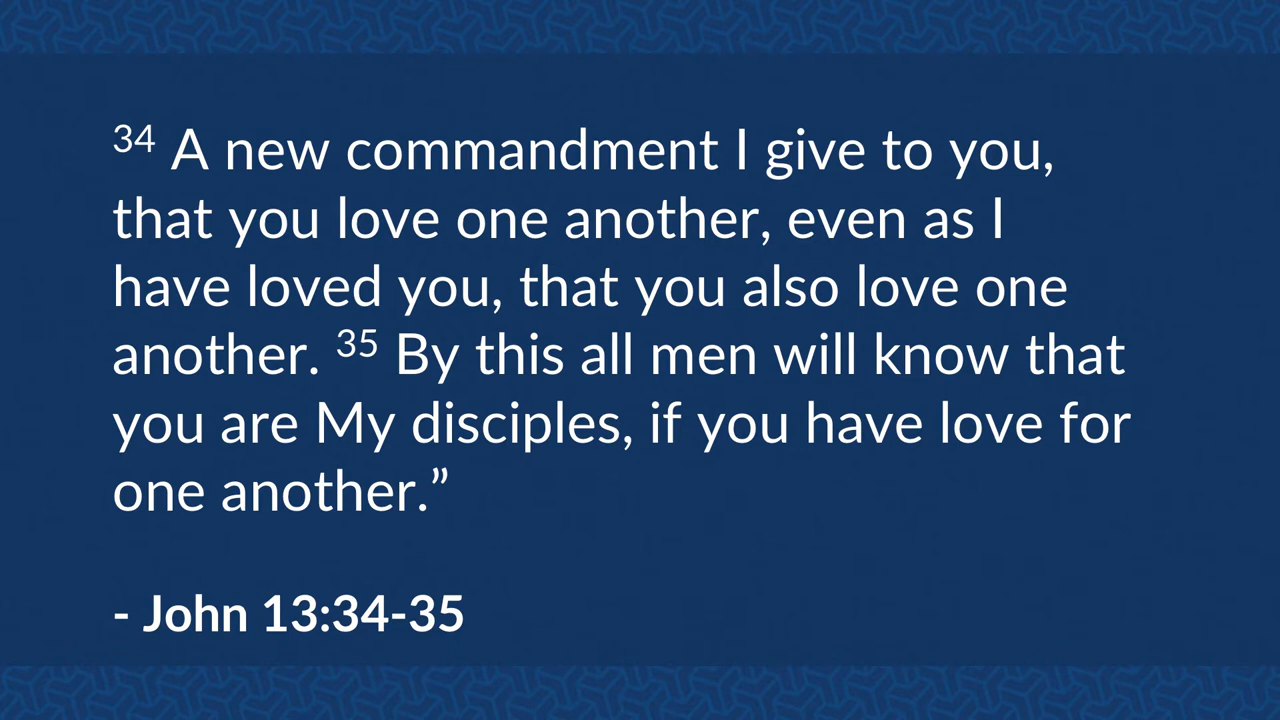 34 A new commandment I give to you,
that you love one another, even as I
have loved you, that you also love one
another. 35 By this all men will know that
you are My disciples, if you have love for
one another.”
- John 13:34-35